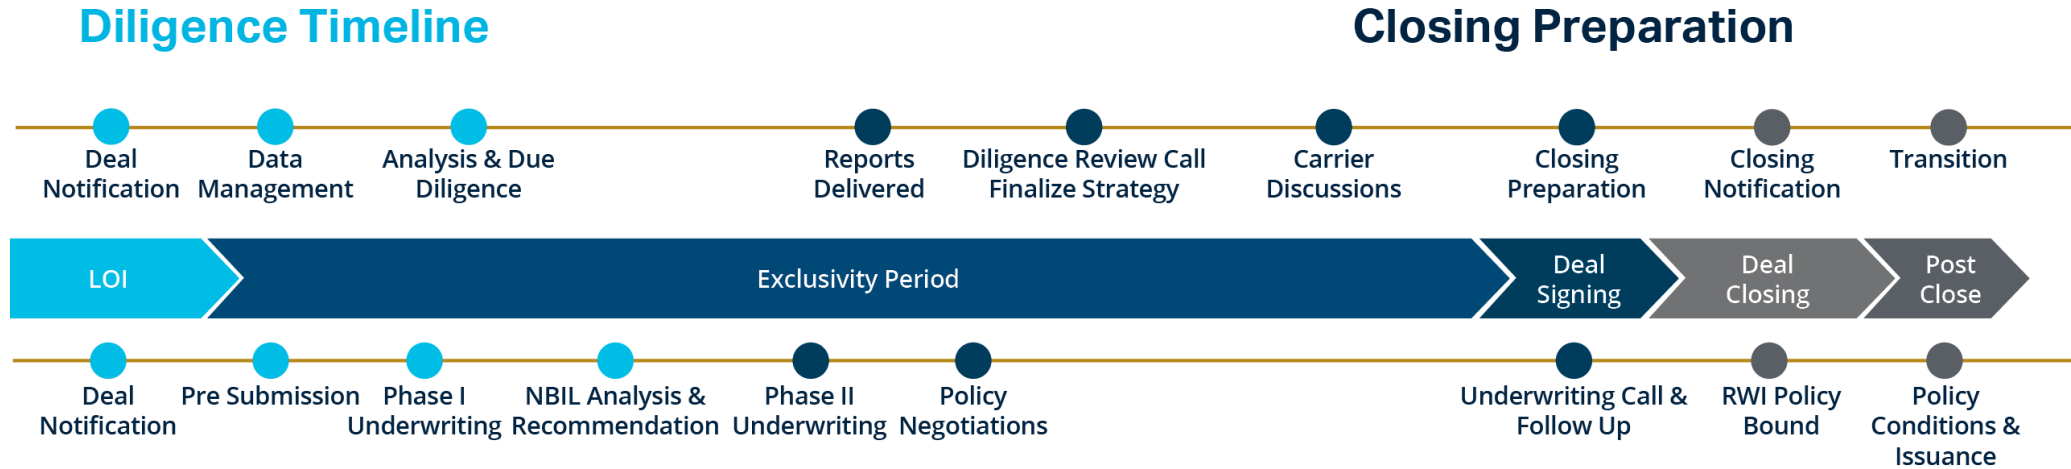 Diligence Timeline
Closing Preparation
Deal
Notification
Data
Management
Analysis & Due
Diligence
Reports
Delivered
Diligence Review Call
Finalize Strategy
Carrier
Discussions
Closing
Preparation
Closing
Notification
Transition
LOI
Exclusivity Period
Deal
Signing
Deal
Closing
Post
Close
Deal
Notification
Pre Submission
Phase I
Underwriting
NBIL Analysis &
Recommendation
Phase II
Underwriting
Policy
Negotiations
Underwriting Call &
Follow Up
RWI Policy
Bound
Policy
Conditions &
Issuance